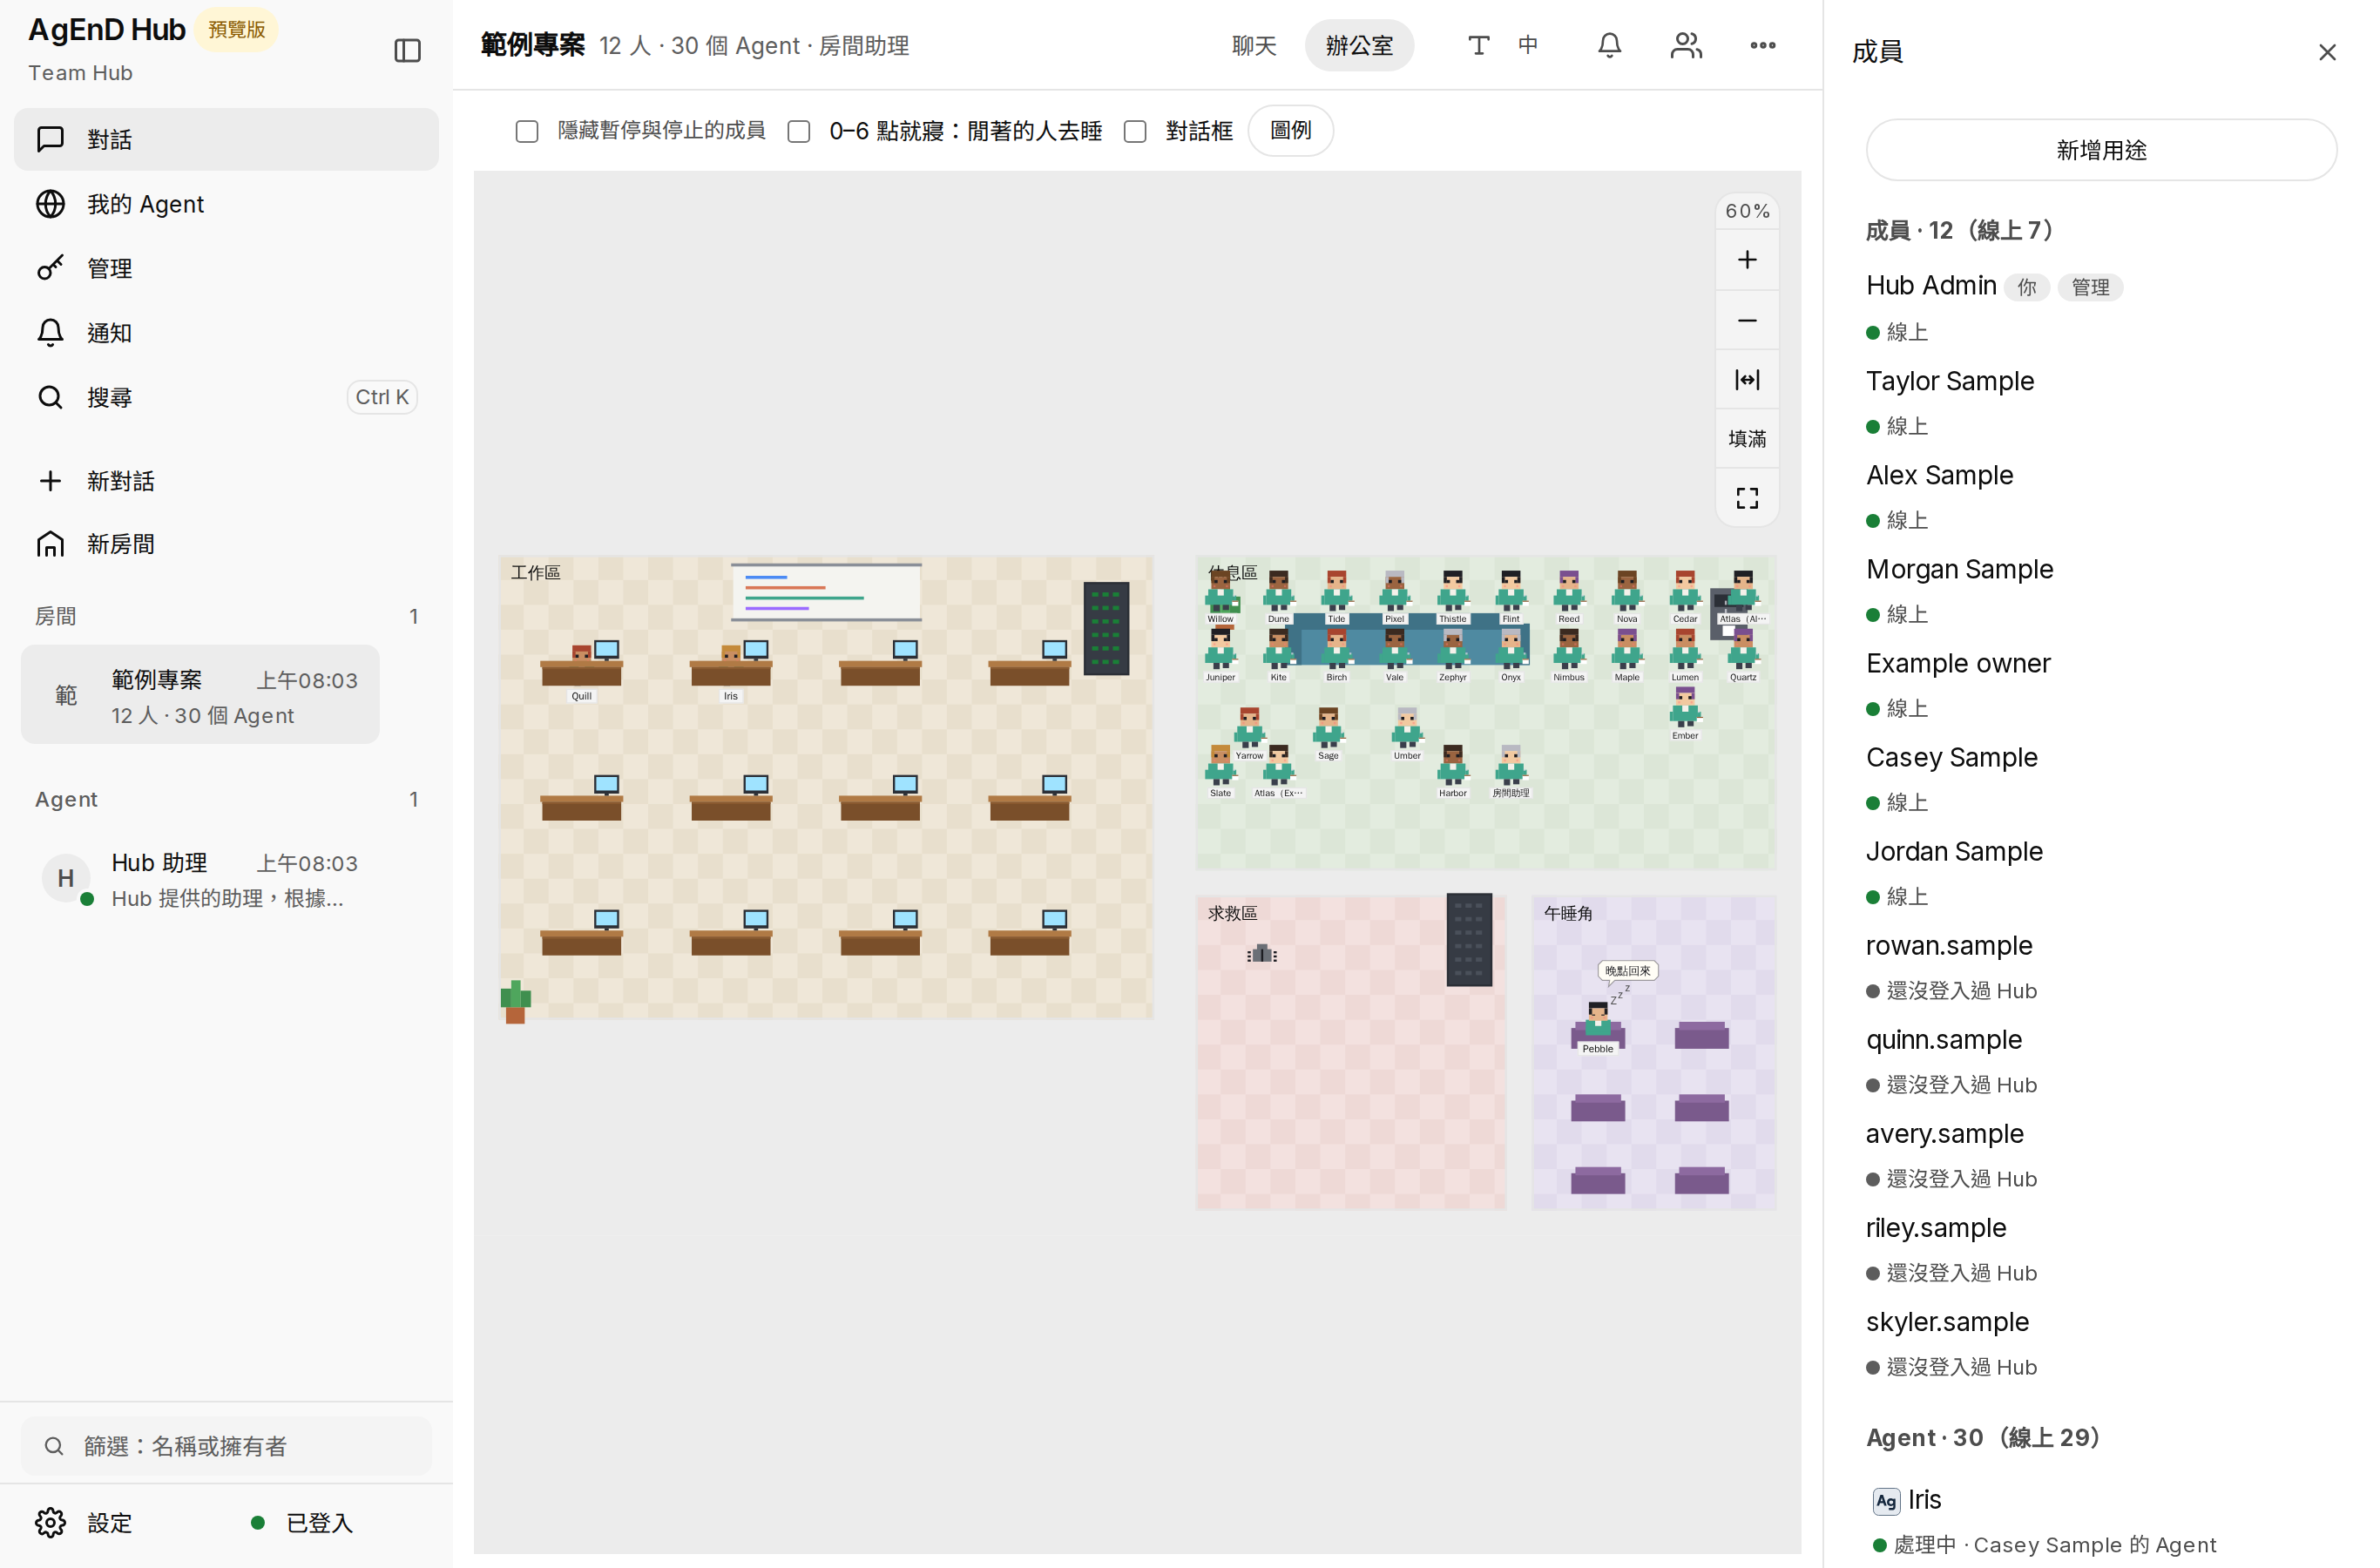 AgEnD Hub 預覽版
Team Hub
對話
我的 Agent
管理
通知
搜尋 Ctrl K
新對話
新房間
房間 1
範 範例專案 上午08:03
12 人 · 30 個 Agent
Agent 1
H Hub 助理 上午08:03
Hub 提供的助理，根據...
篩選：名稱或擁有者
設定 已登入
範例專案 12 人 · 30 個 Agent · 房間助理
聊天 辦公室 中
隱藏暫停與停止的成員 0–6 點就寢：閒著的人去睡 對話框 圖例
60%
填滿
工作區
Quill Iris
休息區
Willow Dune Tide Pixel Thistle Flint Reed Nova Cedar Atlas（Al⋯
Juniper Kite Birch Vale Zephyr Onyx Nimbus Maple Lumen Quartz
Ember
Yarrow Sage Umber
Slate Atlas（Ex⋯ Harbor 房間助理
求救區
午睡角
晚點回來
z z z
Pebble
成員
新增用途
成員 · 12（線上 7）
Hub Admin 你 管理
線上
Taylor Sample
線上
Alex Sample
線上
Morgan Sample
線上
Example owner
線上
Casey Sample
線上
Jordan Sample
線上
rowan.sample
還沒登入過 Hub
quinn.sample
還沒登入過 Hub
avery.sample
還沒登入過 Hub
riley.sample
還沒登入過 Hub
skyler.sample
還沒登入過 Hub
Agent · 30（線上 29）
Ag Iris
處理中 · Casey Sample 的 Agent